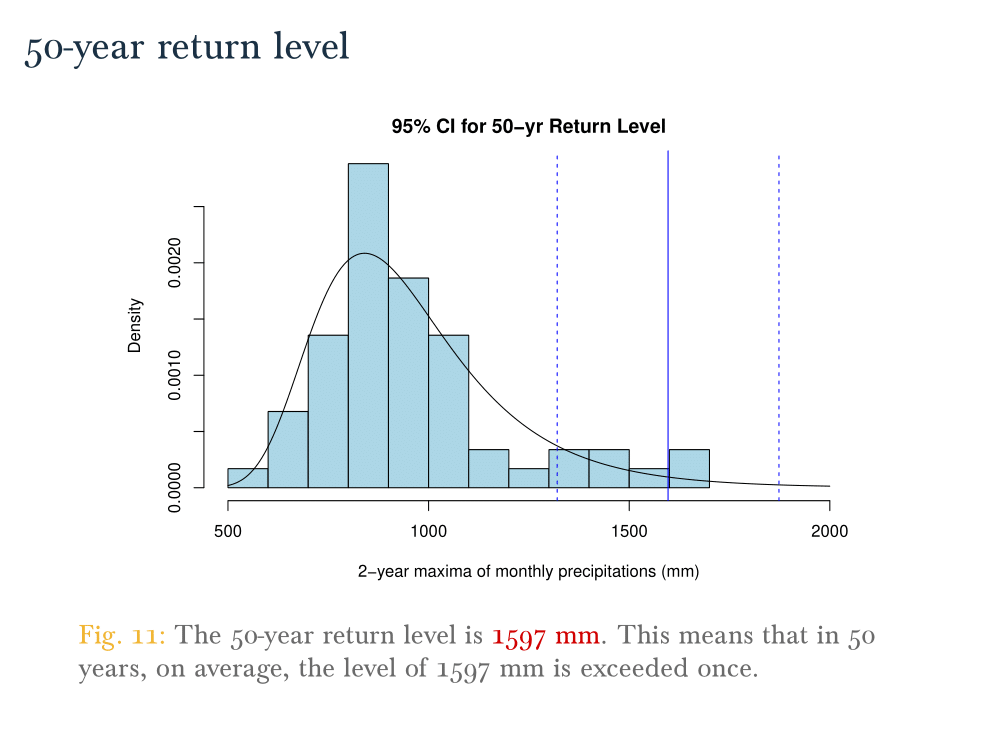 50-year return level
95% CI for 50−yr Return Level
Density
0.0000 0.0010 0.0020
500 1000 1500 2000
2−year maxima of monthly precipitations (mm)
Fig. 11: The 50-year return level is 1597 mm. This means that in 50
years, on average, the level of 1597 mm is exceeded once.